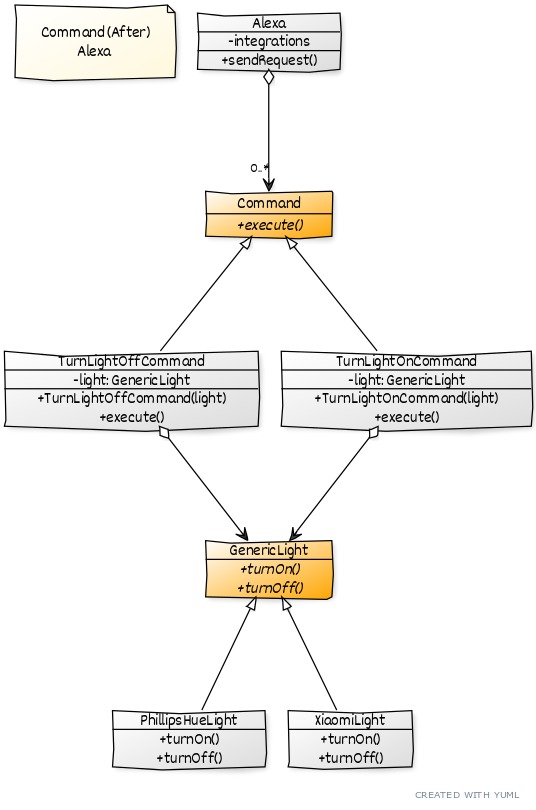 Command(After)
Alexa
Alexa
-integrations
+sendRequest()
0..*
Command
+execute()
TurnLightOffCommand
-light: GenericLight
+TurnLightOffCommand(light)
+execute()
TurnLightOnCommand
-light: GenericLight
+TurnLightOnCommand(light)
+execute()
GenericLight
+turnOn()
+turnOff()
PhillipsHueLight
+turnOn()
+turnOff()
XiaomiLight
+turnOn()
+turnOff()
CREATED WITH YUML